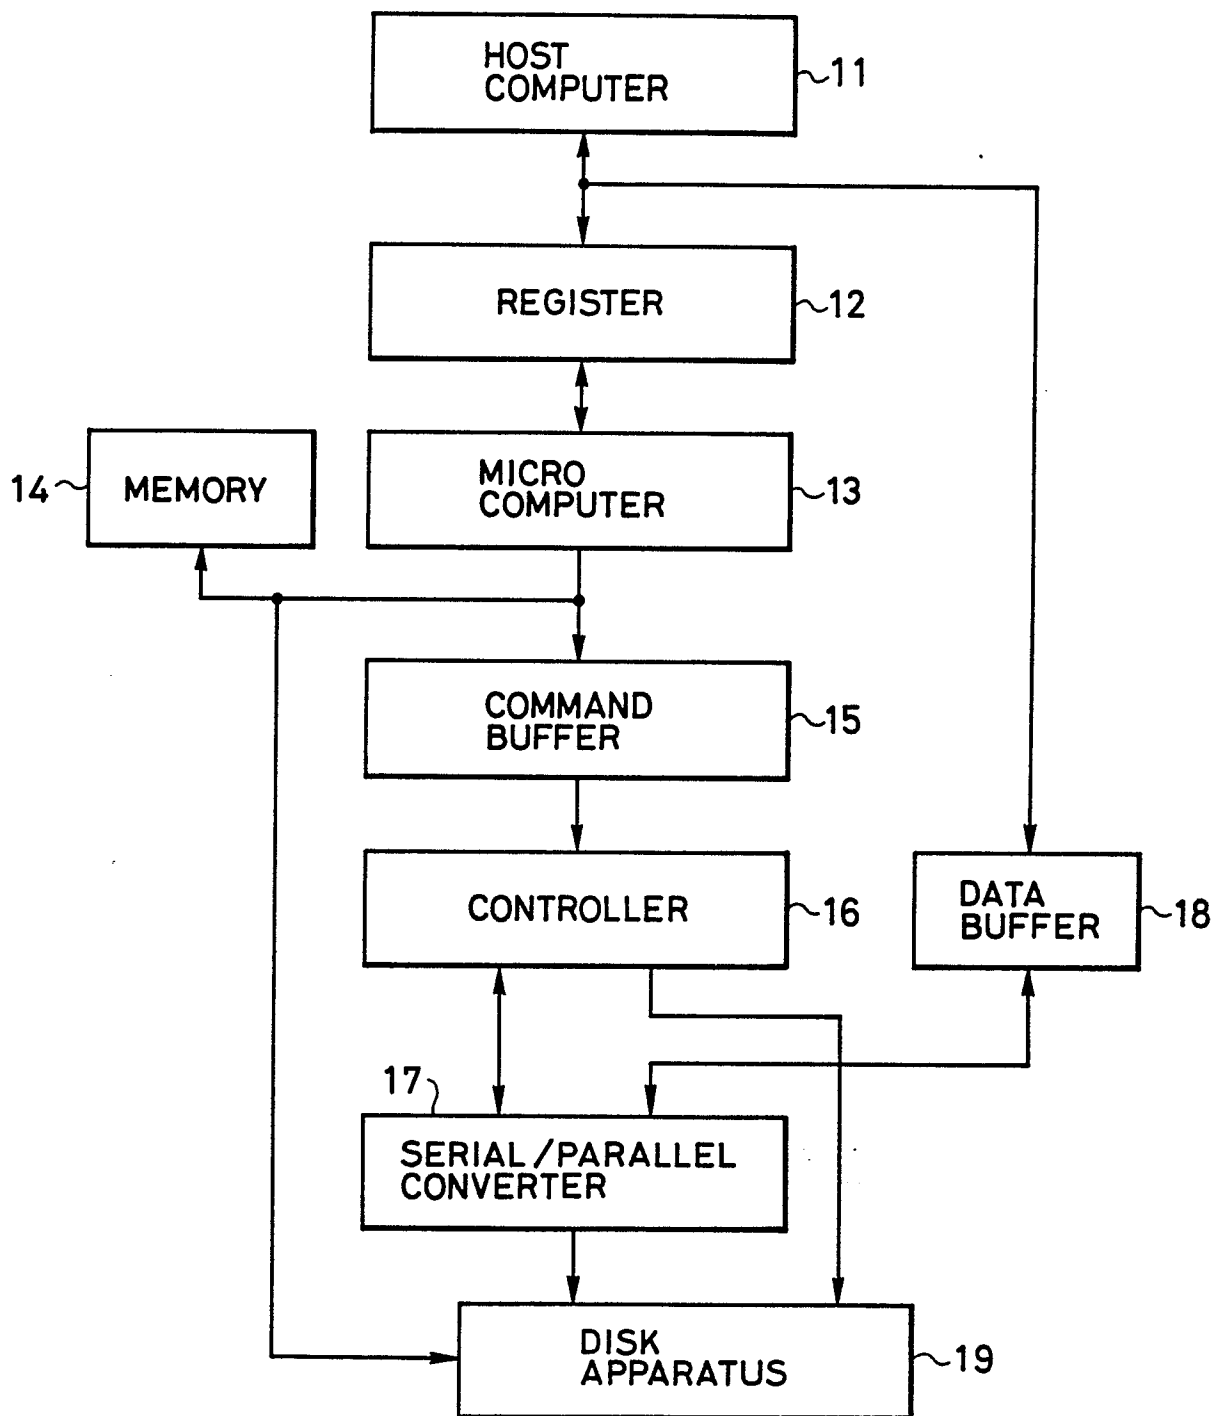 HOST
COMPUTER
11
REGISTER
12
14
MEMORY
MICRO
COMPUTER
13
COMMAND
BUFFER
15
CONTROLLER
16
DATA
BUFFER
18
17
SERIAL/PARALLEL
CONVERTER
DISK
APPARATUS
19